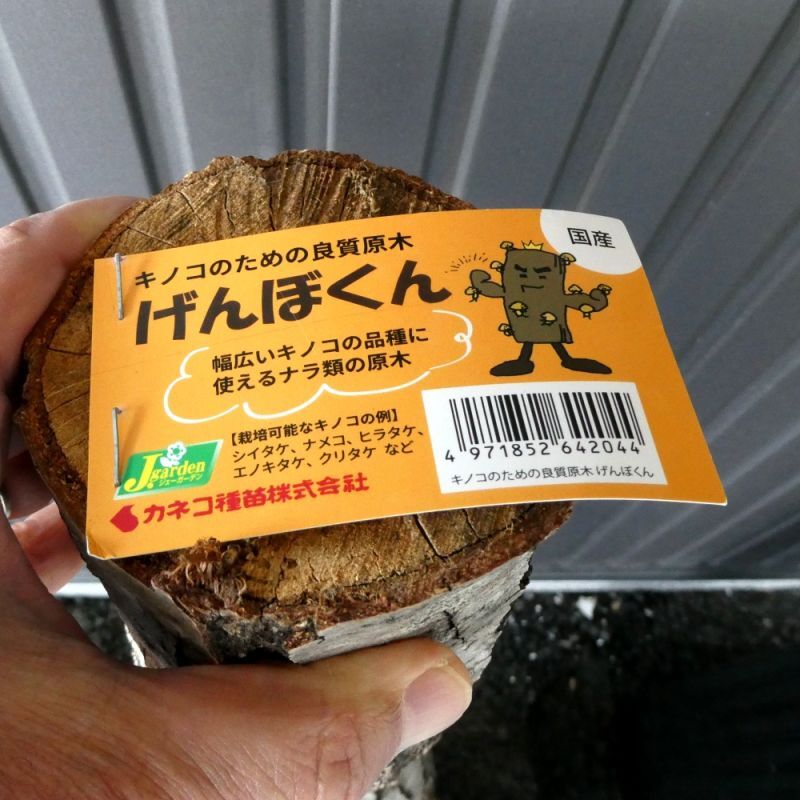 国産
キノコのための良質原木
げんぼくん
幅広いキノコの品種に
使えるナラ類の原木
【栽培可能なキノコの例】
シイタケ、ナメコ、ヒラタケ、
エノキタケ、クリタケ など
J.garden
ジェーガーデン
カネコ種苗株式会社
4 971852 642044
キノコのための良質原木 げんぼくん